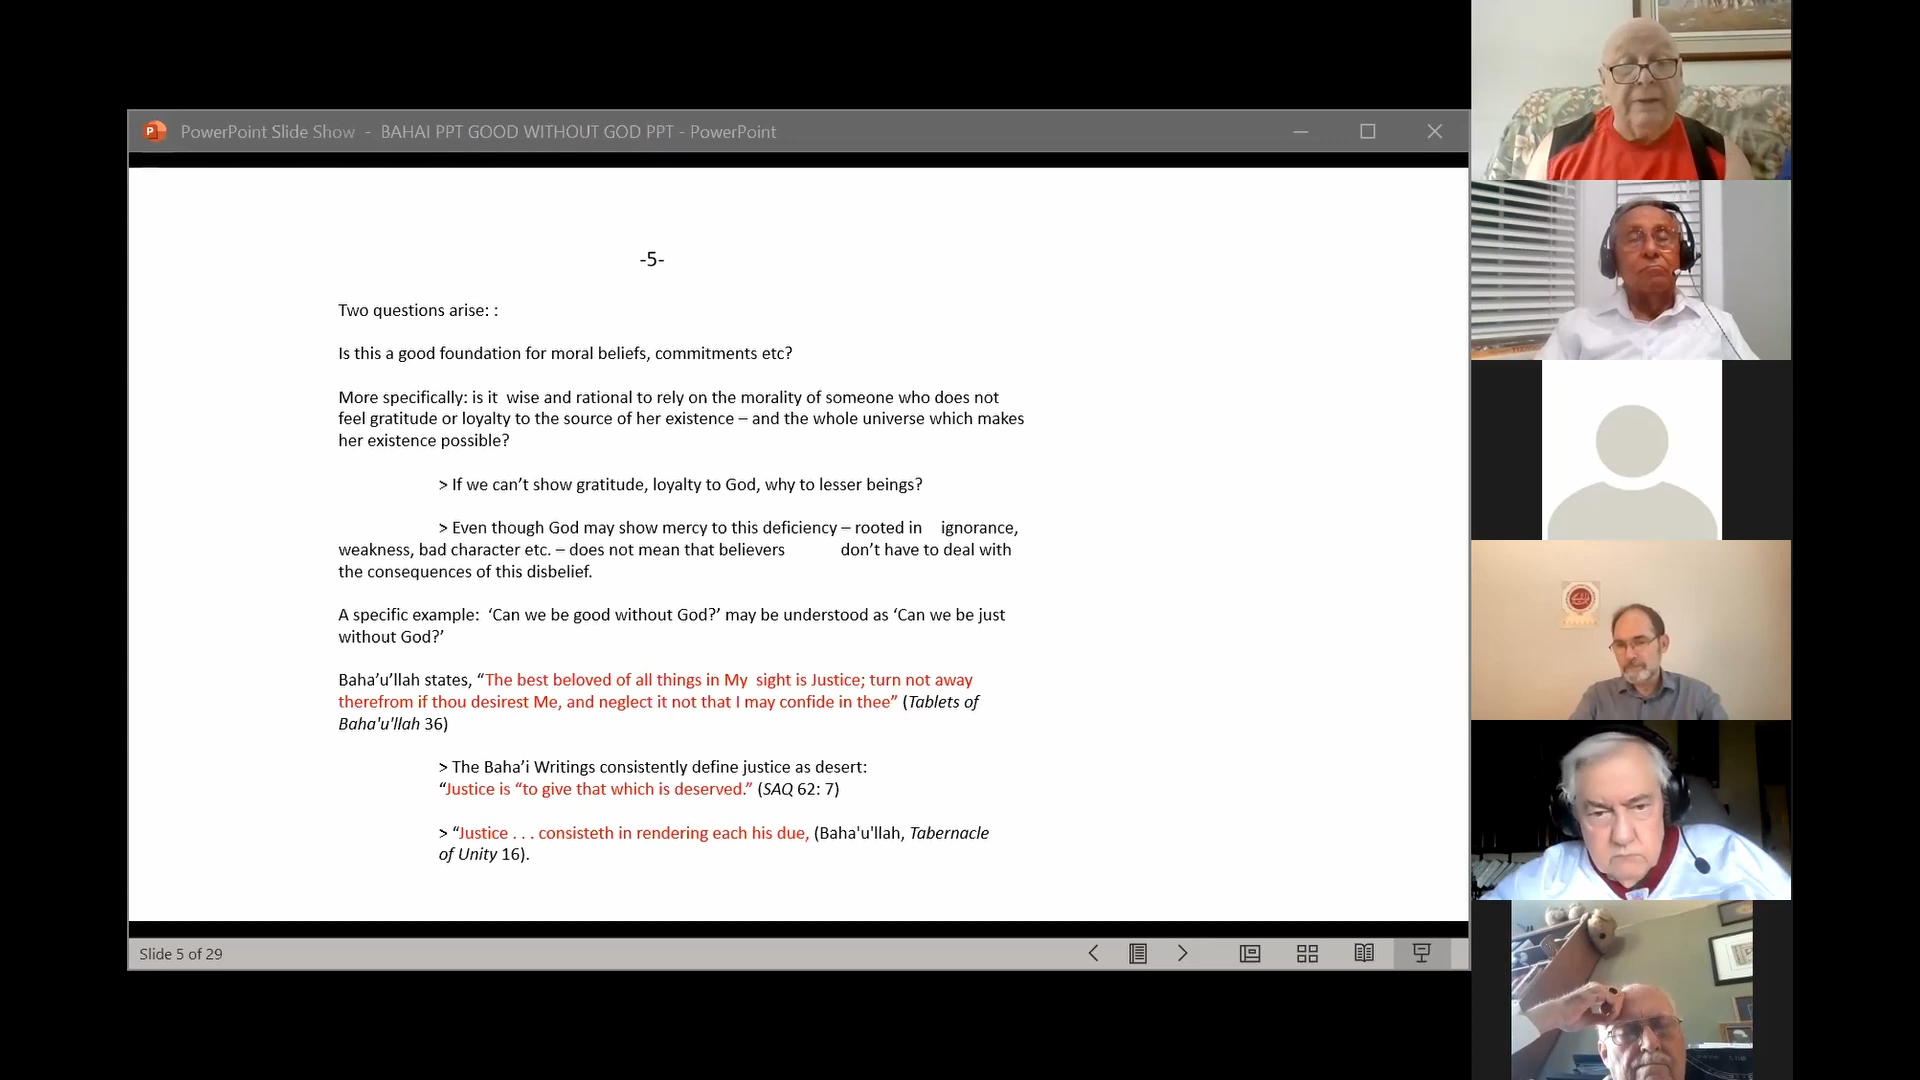 PowerPoint Slide Show - BAHAI PPT GOOD WITHOUT GOD PPT - PowerPoint
-5-
Two questions arise: :
Is this a good foundation for moral beliefs, commitments etc?
More specifically: is it wise and rational to rely on the morality of someone who does not
feel gratitude or loyalty to the source of her existence – and the whole universe which makes
her existence possible?
> If we can’t show gratitude, loyalty to God, why to lesser beings?
> Even though God may show mercy to this deficiency – rooted in ignorance,
weakness, bad character etc. – does not mean that believers don’t have to deal with
the consequences of this disbelief.
A specific example: ‘Can we be good without God?’ may be understood as ‘Can we be just
without God?’
Baha’u’llah states, “The best beloved of all things in My sight is Justice; turn not away
therefrom if thou desirest Me, and neglect it not that I may confide in thee” (Tablets of
Baha'u'llah 36)
> The Baha’i Writings consistently define justice as desert:
“Justice is “to give that which is deserved.” (SAQ 62: 7)
> “Justice . . . consisteth in rendering each his due, (Baha'u'llah, Tabernacle
of Unity 16).
Slide 5 of 29